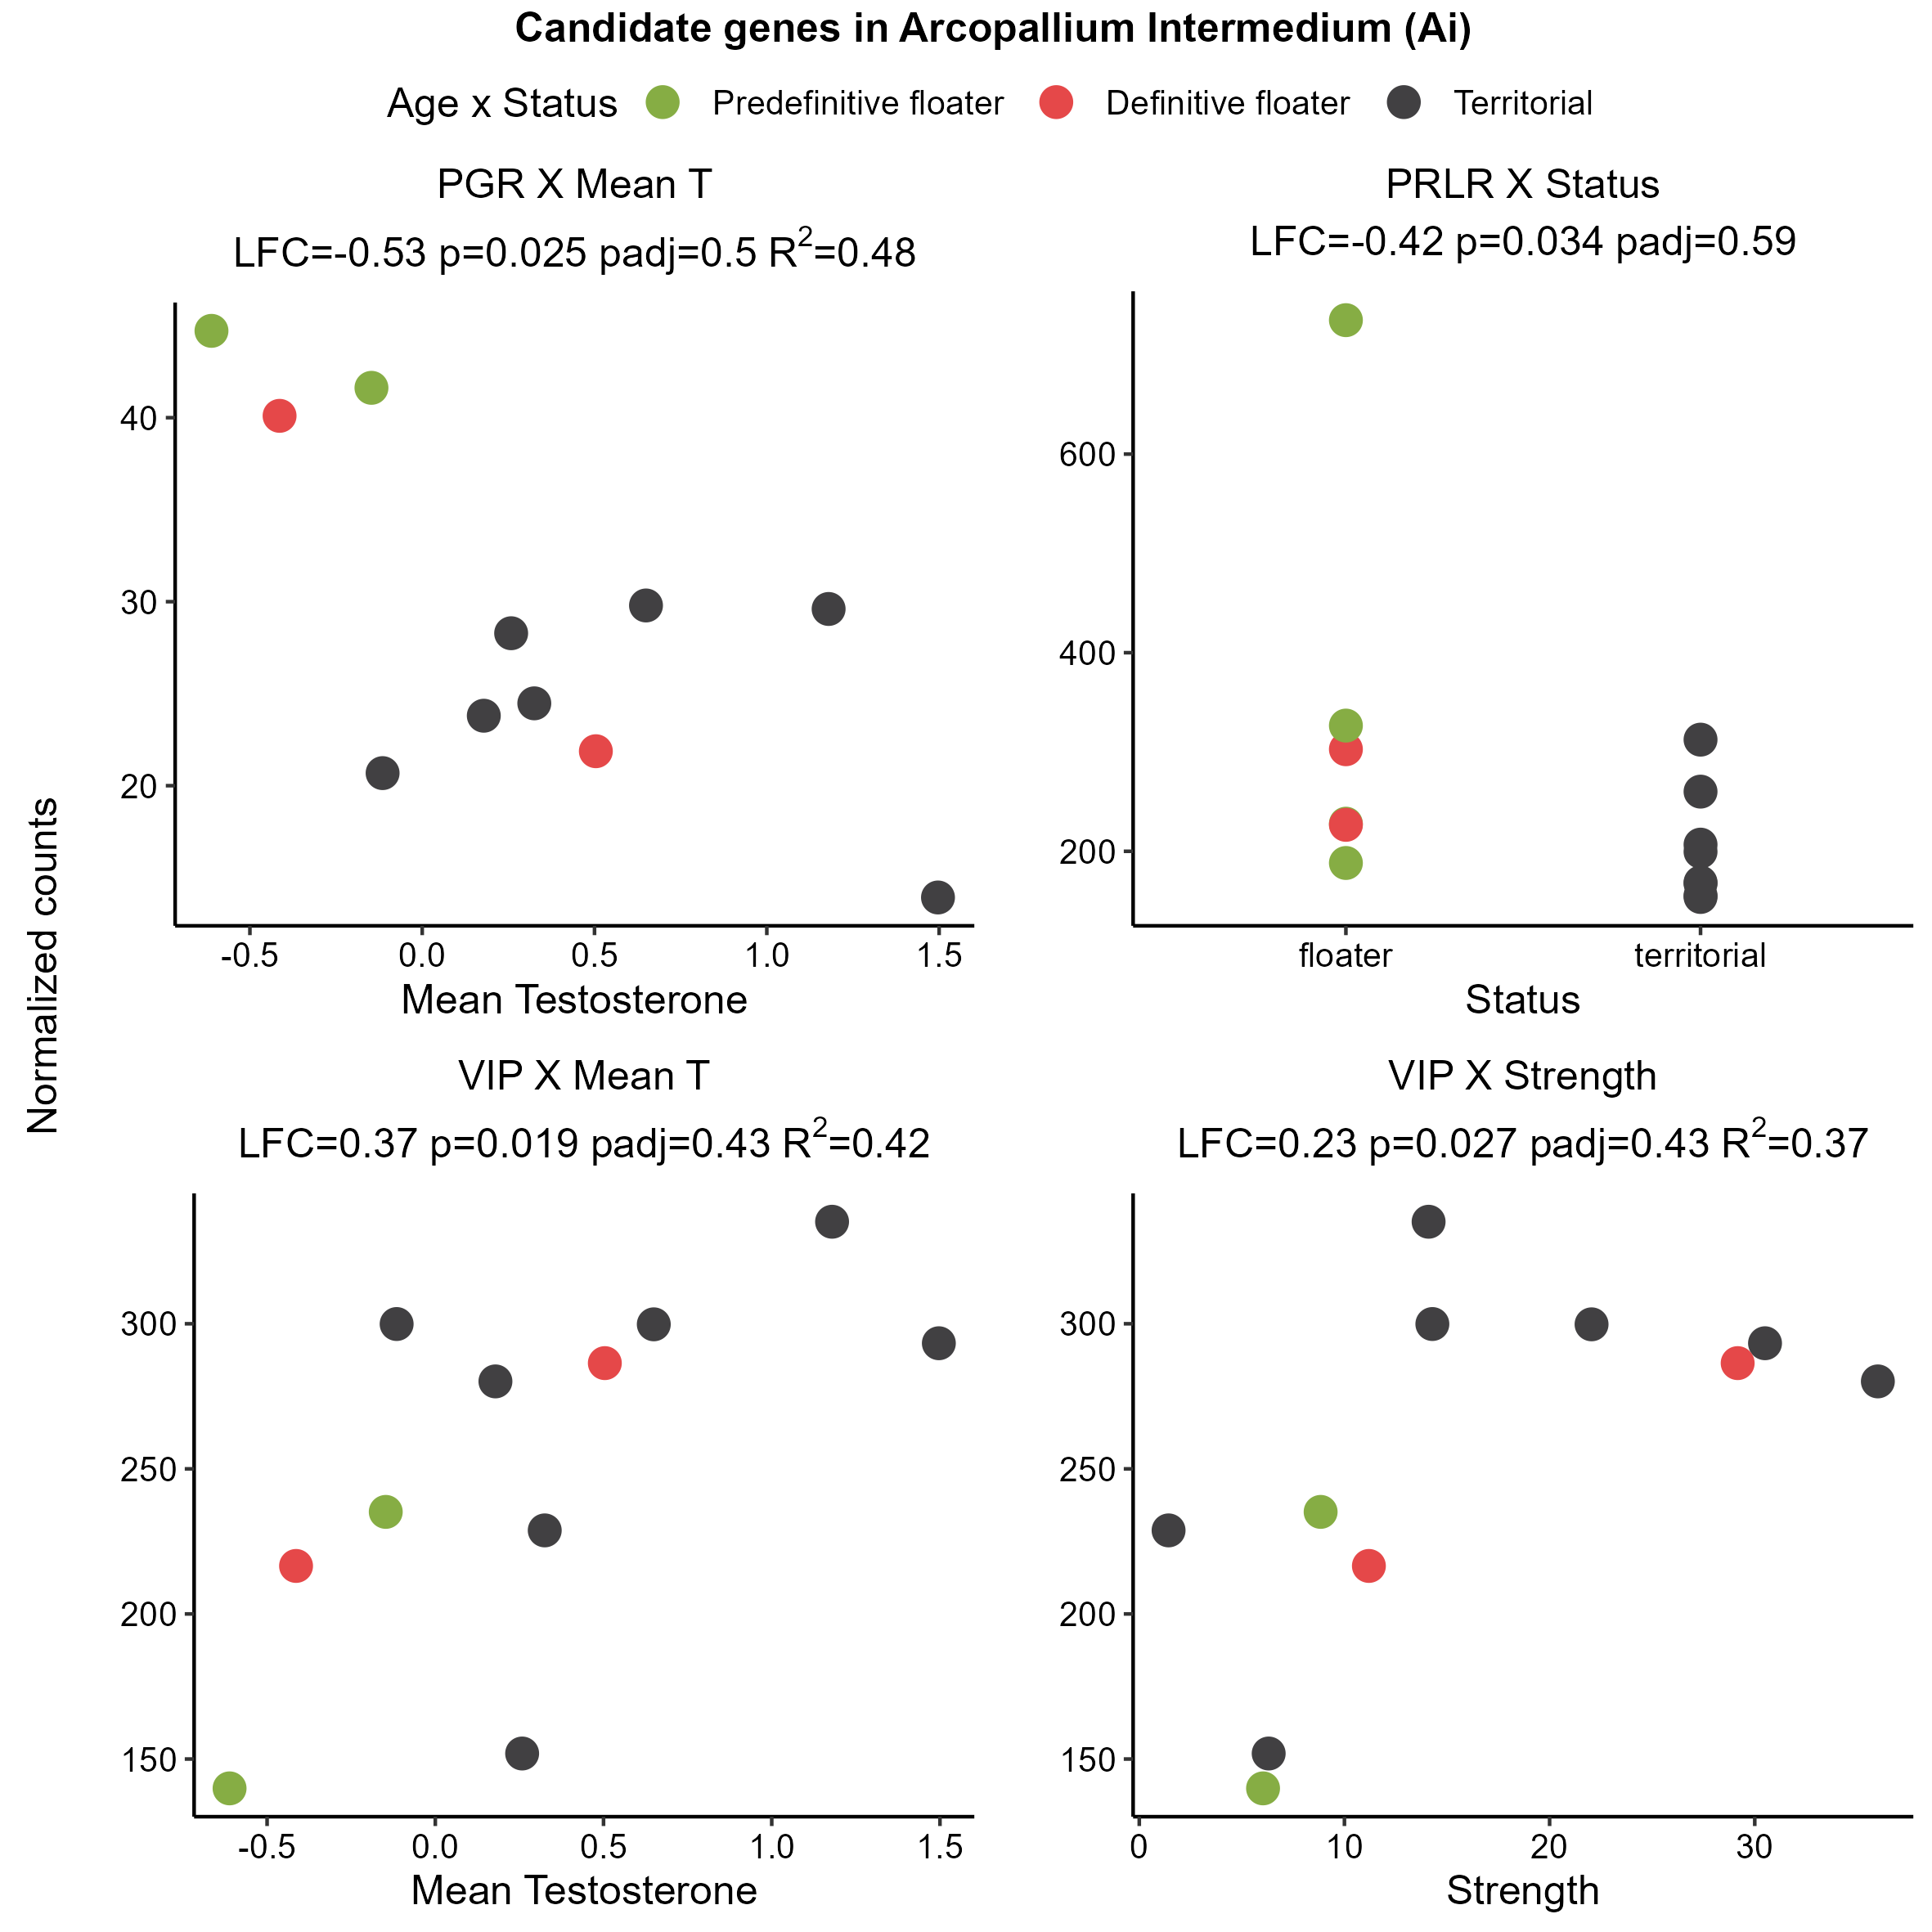 Candidate genes in Arcopallium Intermedium (Ai)
Age x Status Predefinitive floater Definitive floater Territorial
Normalized counts
PGR X Mean T
LFC=-0.53 p=0.025 padj=0.5 R²=0.48
40
30
20
-0.5 0.0 0.5 1.0 1.5
Mean Testosterone
PRLR X Status
LFC=-0.42 p=0.034 padj=0.59
600
400
200
floater territorial
Status
VIP X Mean T
LFC=0.37 p=0.019 padj=0.43 R²=0.42
300
250
200
150
-0.5 0.0 0.5 1.0 1.5
Mean Testosterone
VIP X Strength
LFC=0.23 p=0.027 padj=0.43 R²=0.37
300
250
200
150
0 10 20 30
Strength